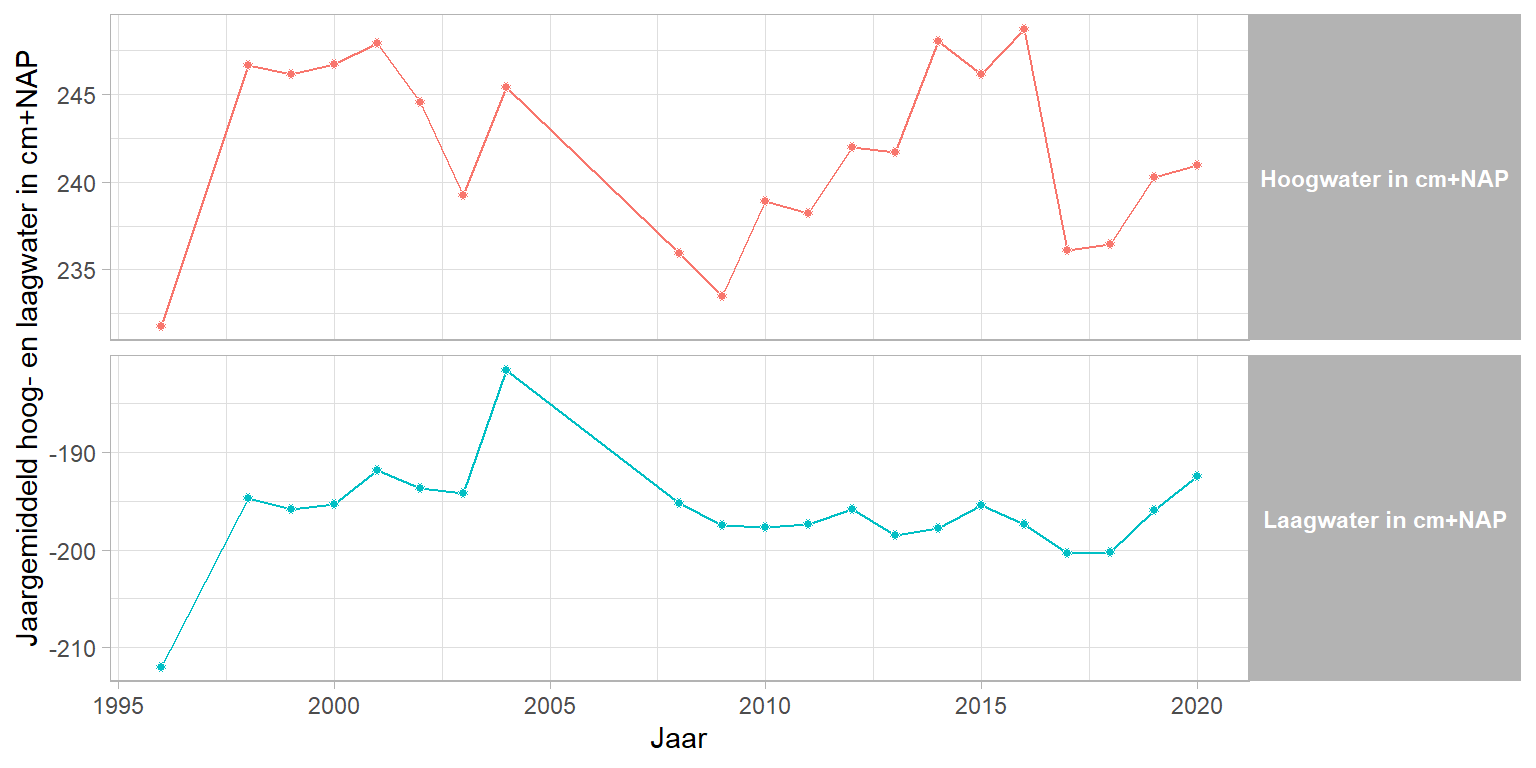 Jaargemiddeld hoog- en laagwater in cm+NAP
245
240
235
Hoogwater in cm+NAP
-190
-200
-210
Laagwater in cm+NAP
1995 2000 2005 2010 2015 2020
Jaar